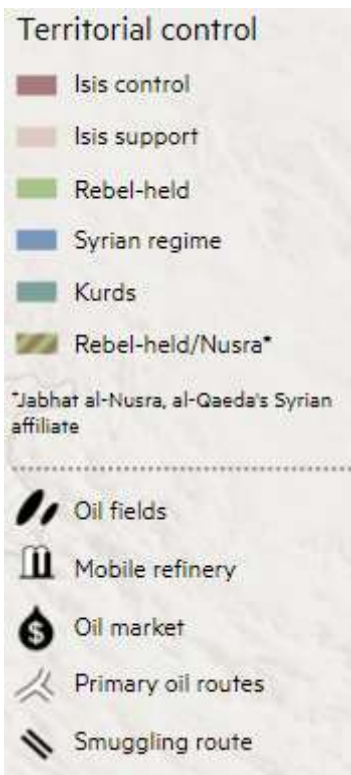 Territorial control
Isis control
Isis support
Rebel-held
Syrian regime
Kurds
Rebel-held/Nusra*
*Jabhat al-Nusra, al-Qaeda's Syrian
affiliate
Oil fields
Mobile refinery
$ Oil market
Primary oil routes
Smuggling route